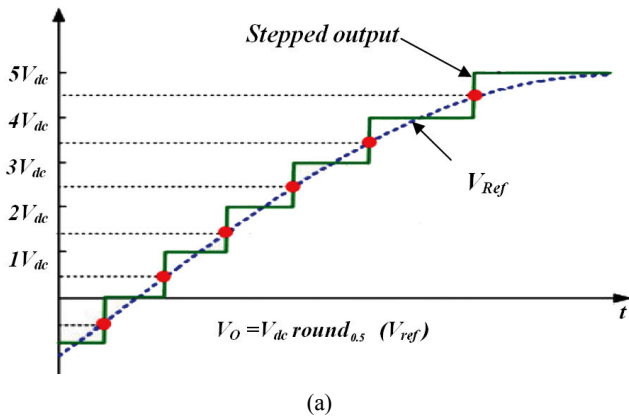 Stepped output
5Vdc
4Vdc
3Vdc
VRef
2Vdc
1Vdc
t
VO =Vdc round0.5 (Vref)
(a)